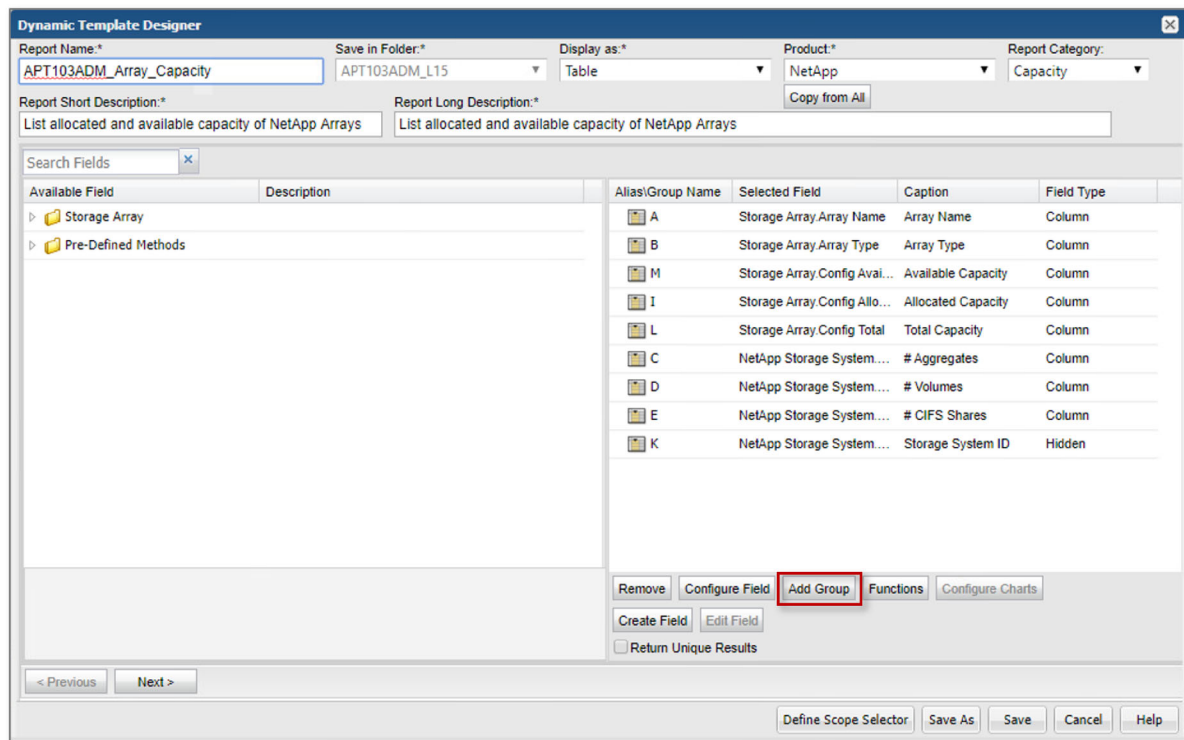 Dynamic Template Designer
Report Name:* Save in Folder:* Display as:* Product:* Report Category:
APT103ADM_Array_Capacity APT103ADM_L15 Table NetApp Capacity
Copy from All
Report Short Description:* Report Long Description:*
List allocated and available capacity of NetApp Arrays List allocated and available capacity of NetApp Arrays
Search Fields
Available Field Description Alias\Group Name Selected Field Caption Field Type
Storage Array A Storage Array.Array Name Array Name Column
Pre-Defined Methods B Storage Array.Array Type Array Type Column
M Storage Array.Config Avai... Available Capacity Column
I Storage Array.Config Allo... Allocated Capacity Column
L Storage Array.Config Total Total Capacity Column
C NetApp Storage System.... # Aggregates Column
D NetApp Storage System.... # Volumes Column
E NetApp Storage System.... # CIFS Shares Column
K NetApp Storage System.... Storage System ID Hidden
Remove Configure Field Add Group Functions Configure Charts
Create Field Edit Field
Return Unique Results
< Previous Next >
Define Scope Selector Save As Save Cancel Help